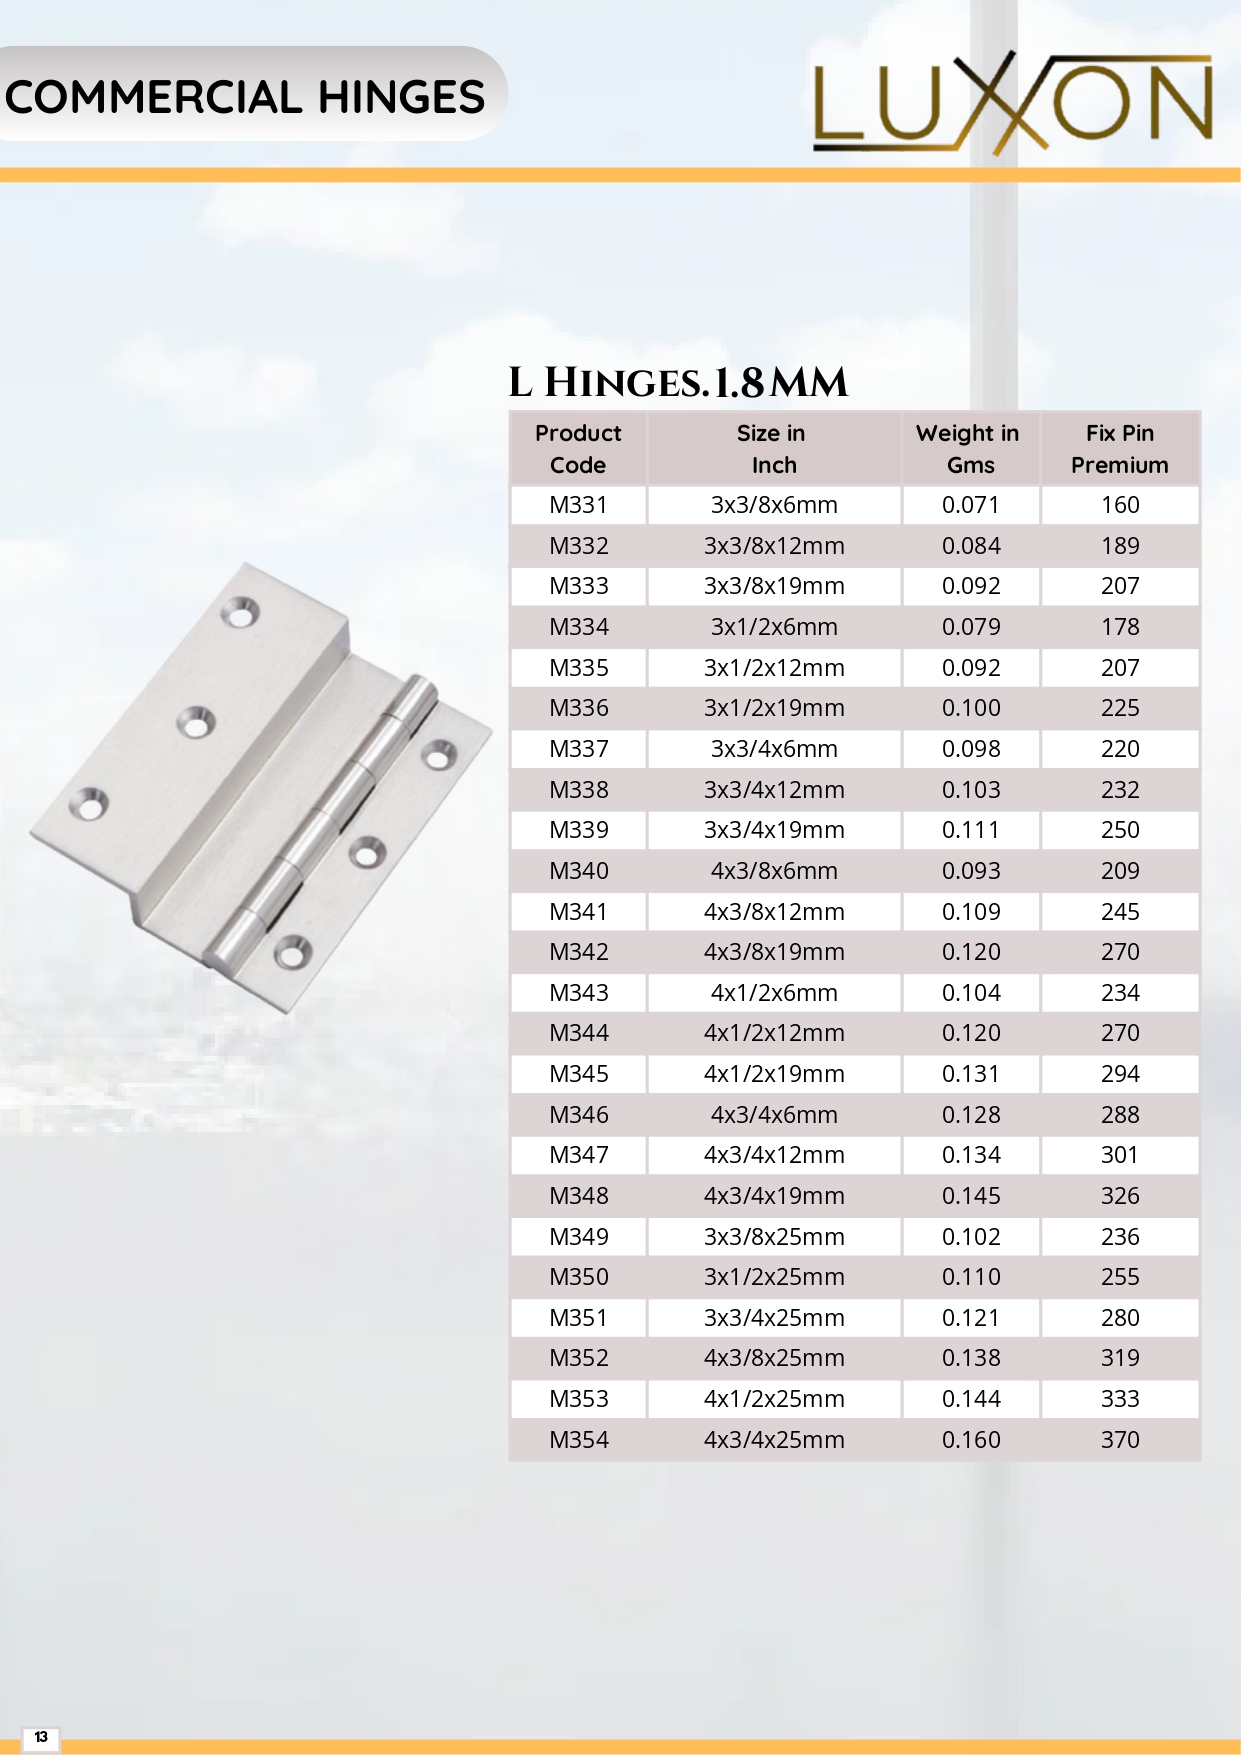 COMMERCIAL HINGES
LUXXON
L HINGES. 1.8 MM
Product Code Size in Inch Weight in Gms Fix Pin Premium
M331 3x3/8x6mm 0.071 160
M332 3x3/8x12mm 0.084 189
M333 3x3/8x19mm 0.092 207
M334 3x1/2x6mm 0.079 178
M335 3x1/2x12mm 0.092 207
M336 3x1/2x19mm 0.100 225
M337 3x3/4x6mm 0.098 220
M338 3x3/4x12mm 0.103 232
M339 3x3/4x19mm 0.111 250
M340 4x3/8x6mm 0.093 209
M341 4x3/8x12mm 0.109 245
M342 4x3/8x19mm 0.120 270
M343 4x1/2x6mm 0.104 234
M344 4x1/2x12mm 0.120 270
M345 4x1/2x19mm 0.131 294
M346 4x3/4x6mm 0.128 288
M347 4x3/4x12mm 0.134 301
M348 4x3/4x19mm 0.145 326
M349 3x3/8x25mm 0.102 236
M350 3x1/2x25mm 0.110 255
M351 3x3/4x25mm 0.121 280
M352 4x3/8x25mm 0.138 319
M353 4x1/2x25mm 0.144 333
M354 4x3/4x25mm 0.160 370
13